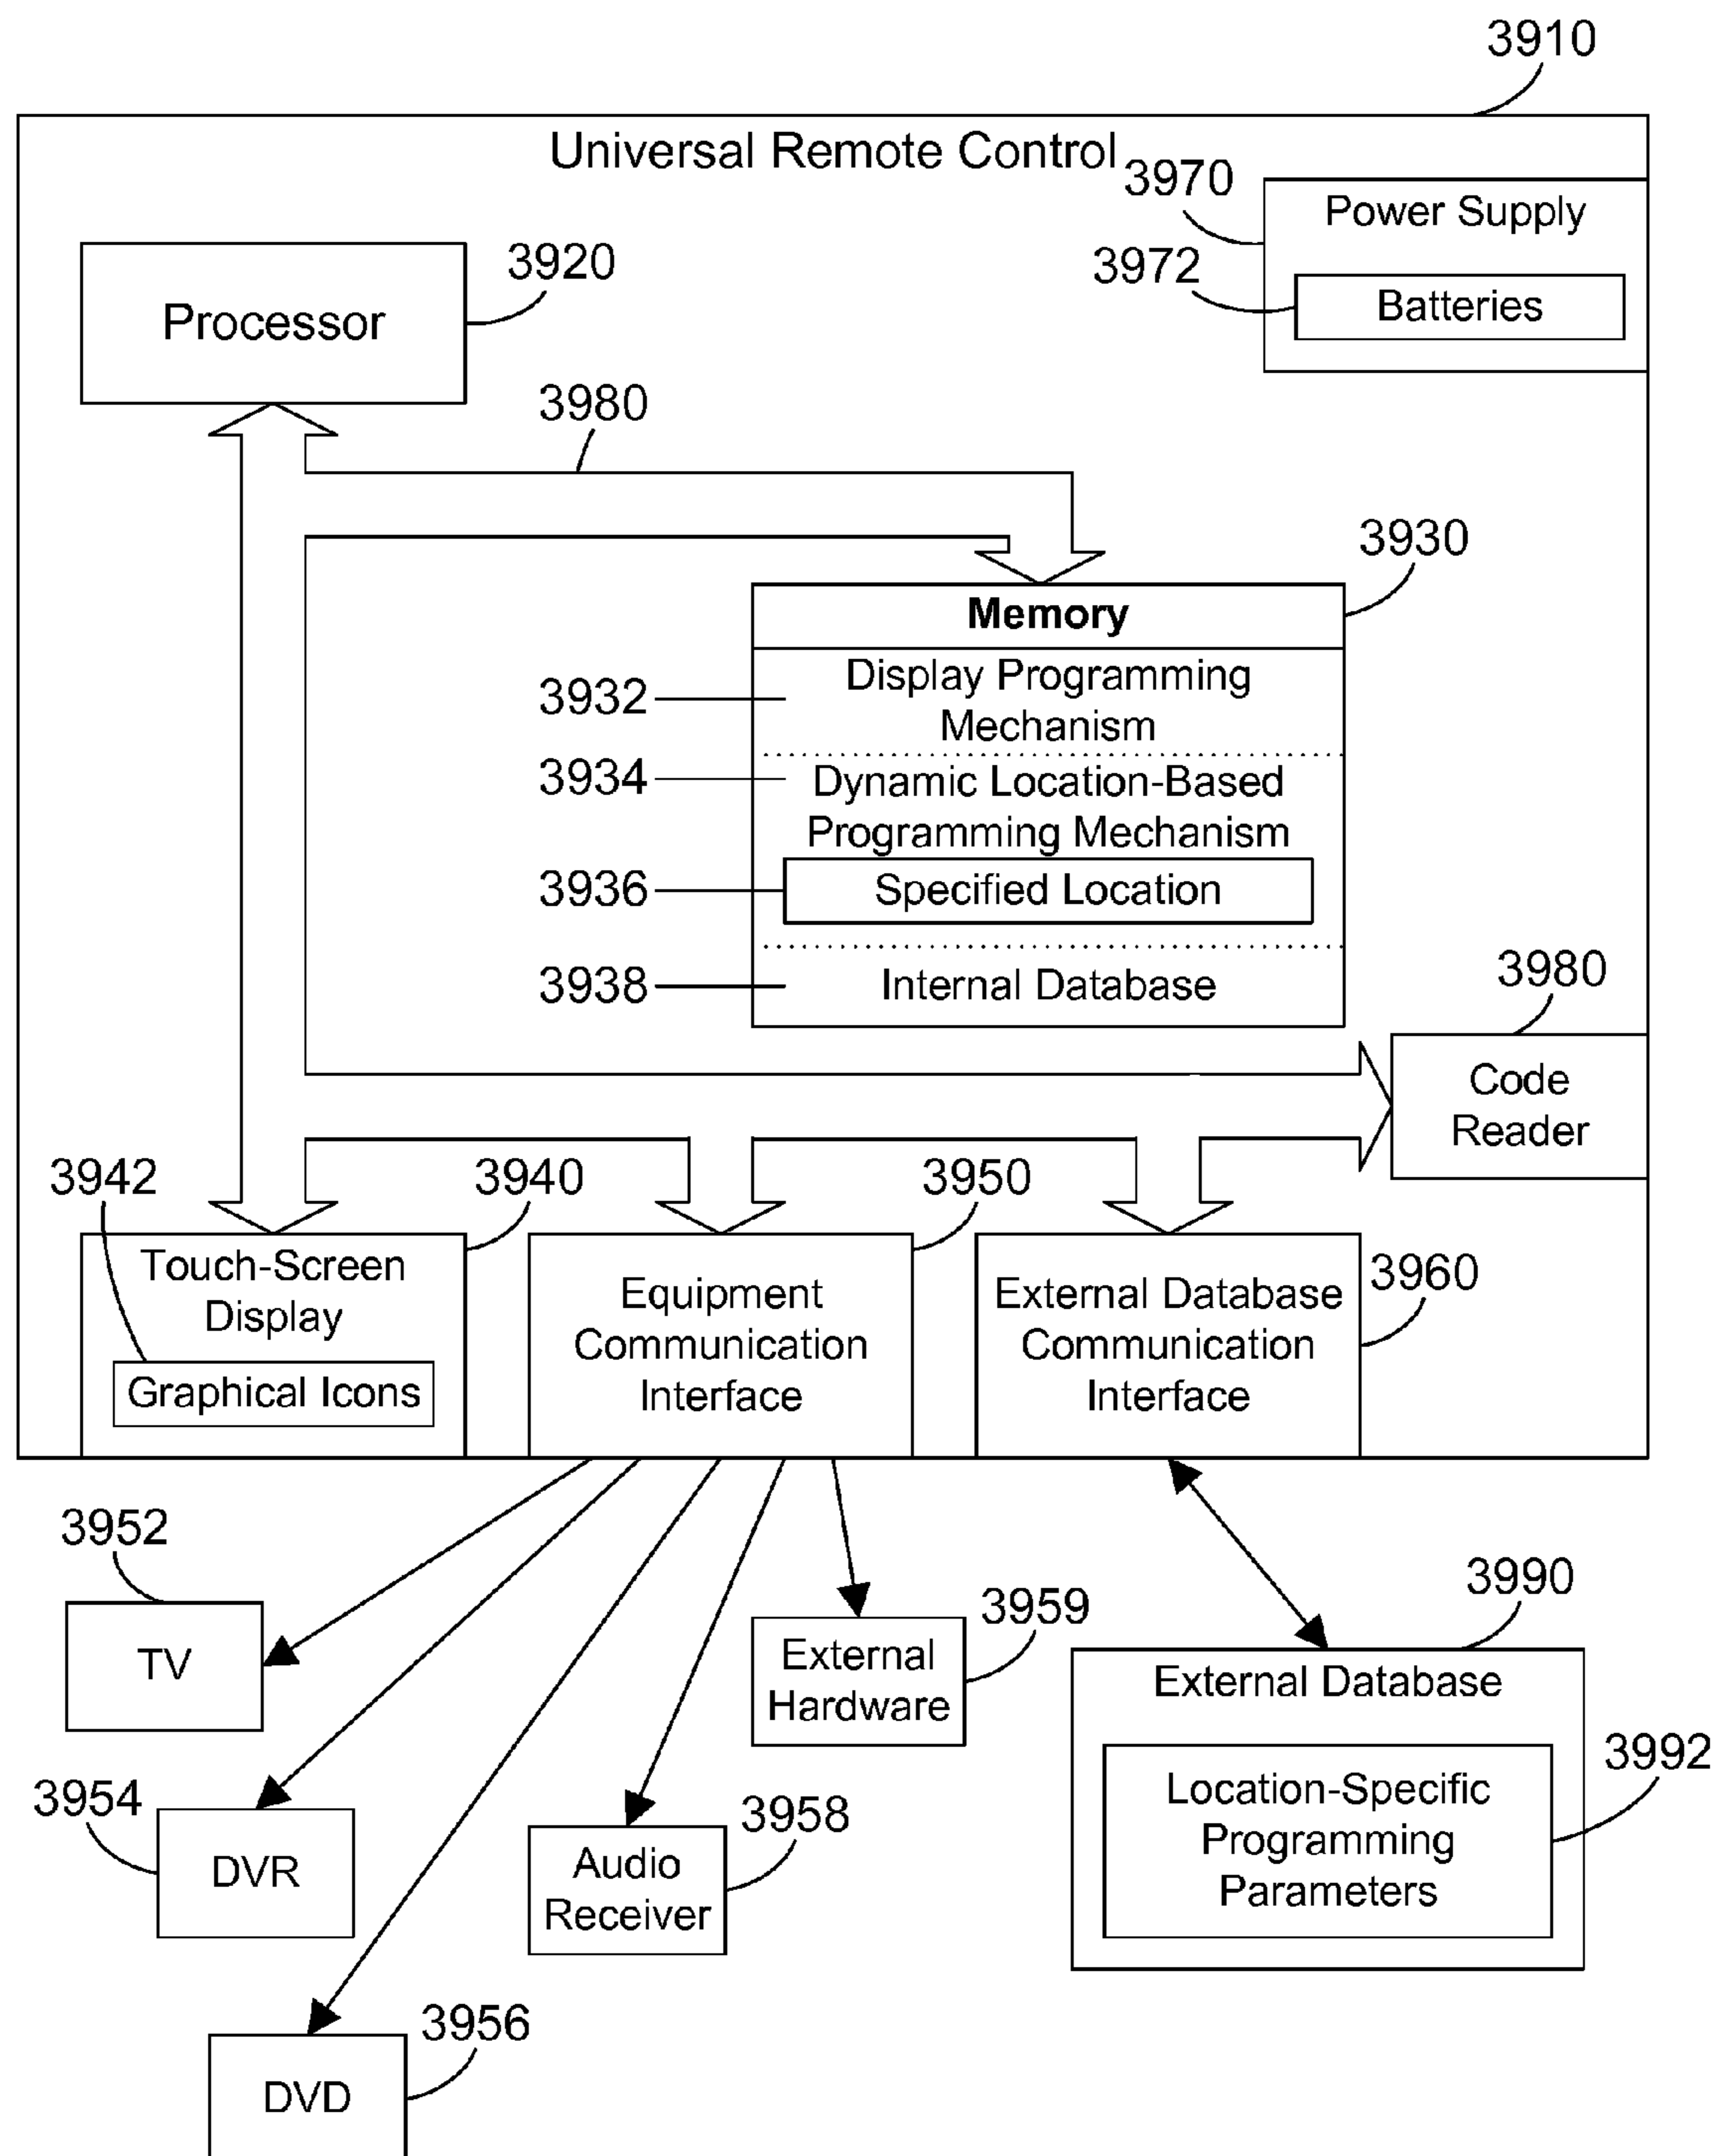 3910
Universal Remote Control
3970
Power Supply
3972
Batteries
3920
Processor
3980
3930
Memory
3932
Display Programming
Mechanism
3934
Dynamic Location-Based
Programming Mechanism
3936
Specified Location
3938
Internal Database
3980
Code
Reader
3942
3940
Touch-Screen
Display
Graphical Icons
3950
Equipment
Communication
Interface
3960
External Database
Communication
Interface
3952
TV
3954
DVR
3956
DVD
3958
Audio
Receiver
3959
External
Hardware
3990
External Database
3992
Location-Specific
Programming
Parameters